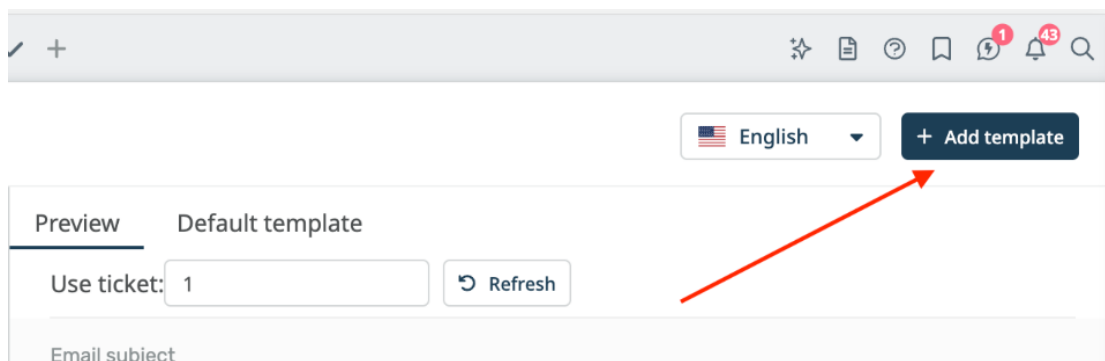 1
43
English
+ Add template
Preview Default template
Use ticket: 1 Refresh
Email subject